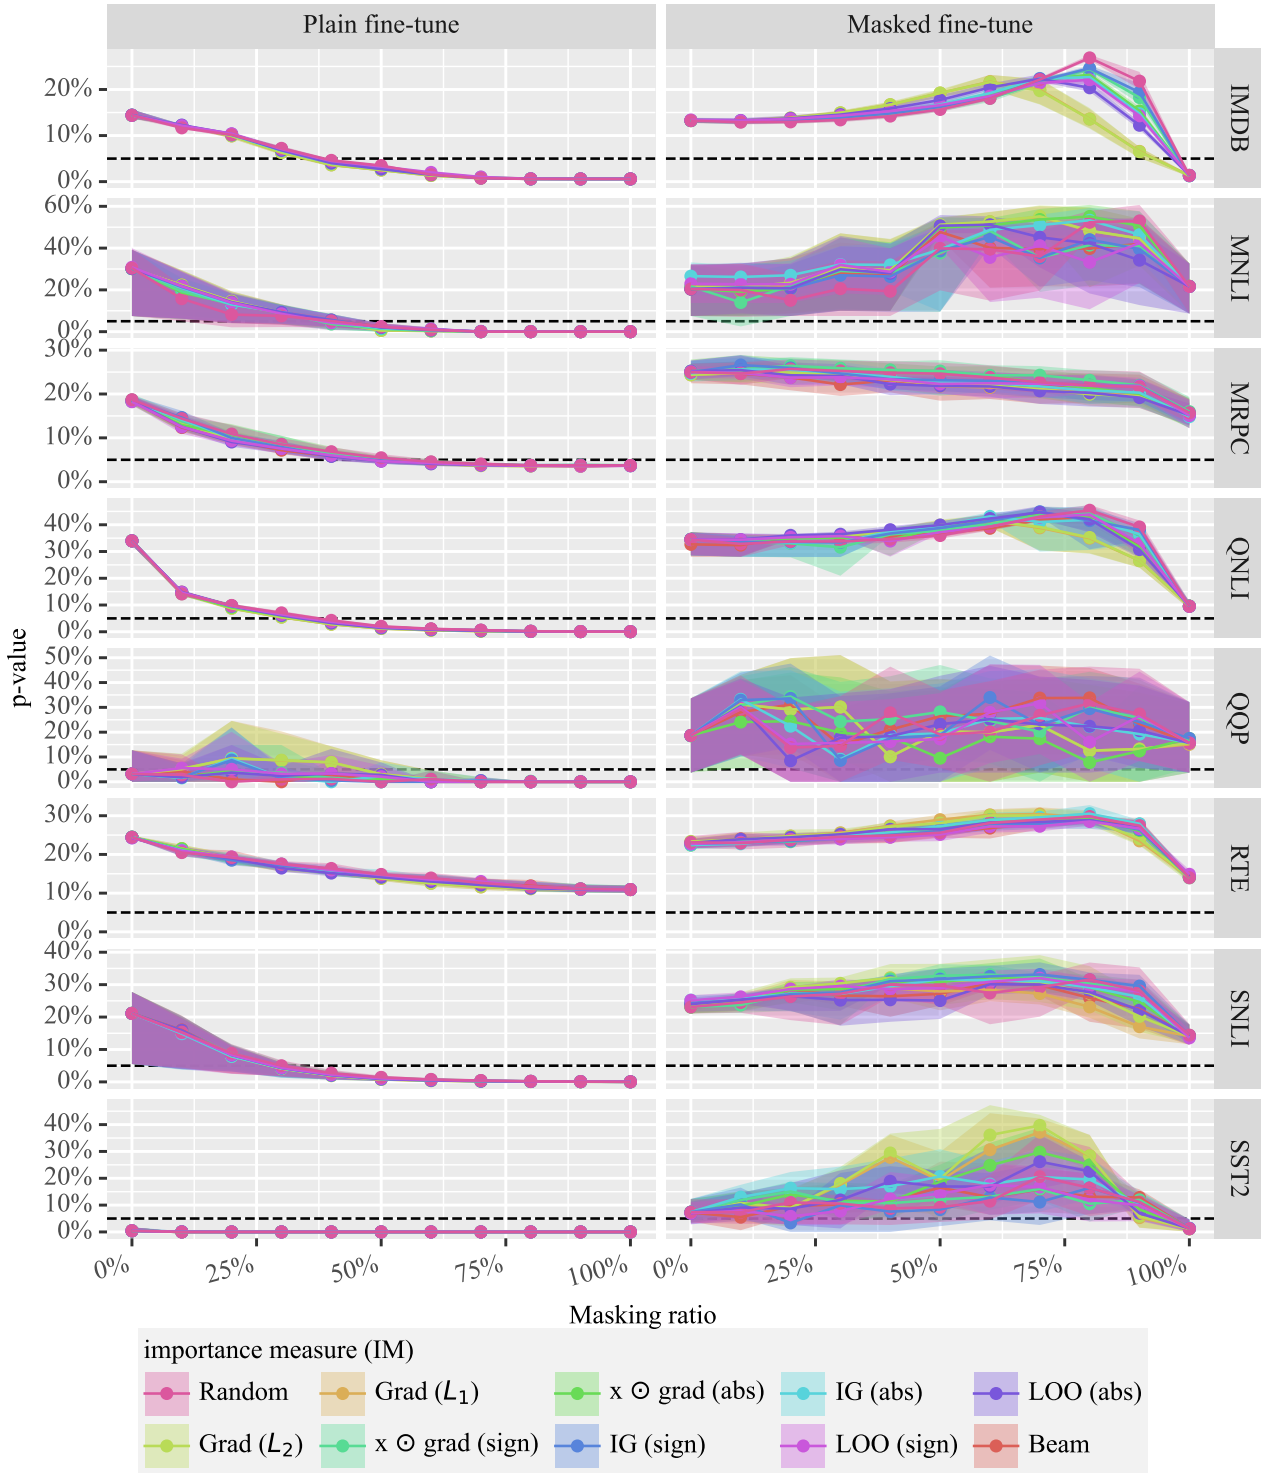 Plain fine-tune
Masked fine-tune
20%
10%
0%
IMDB
60%
40%
20%
0%
MNLI
30%
20%
10%
0%
MRPC
40%
30%
20%
10%
0%
QNLI
p-value
50%
40%
30%
20%
10%
0%
QQP
30%
20%
10%
0%
RTE
40%
30%
20%
10%
0%
SNLI
40%
30%
20%
10%
0%
SST2
0% 25% 50% 75% 100% 0% 25% 50% 75% 100%
Masking ratio
importance measure (IM)
Random Grad (L₁) x ⊙ grad (abs) IG (abs) LOO (abs)
Grad (L₂) x ⊙ grad (sign) IG (sign) LOO (sign) Beam